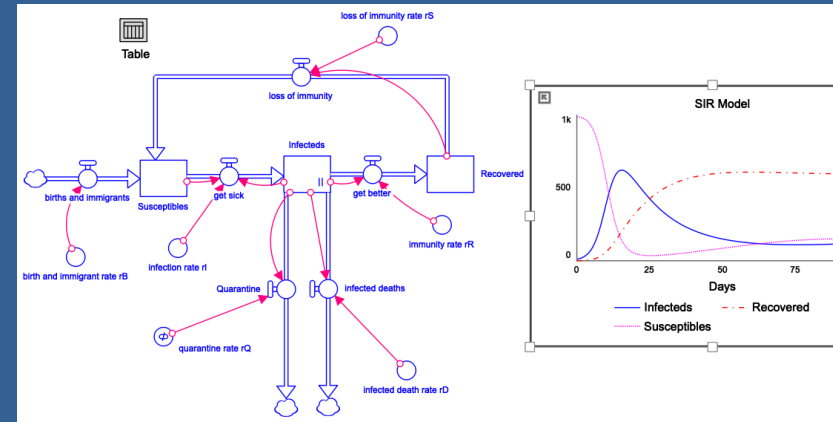 loss of immunity rate rS
Table
loss of immunity
SIR Model
Infecteds
1k
births and immigrants
get sick
get better
Recovered
Susceptibles
500
immunity rate rR
birth and immigrant rate rB
infection rate rI
0
0 25 50 75
Quarantine
infected deaths
Days
Infecteds Recovered
Susceptibles
quarantine rate rQ
infected death rate rD